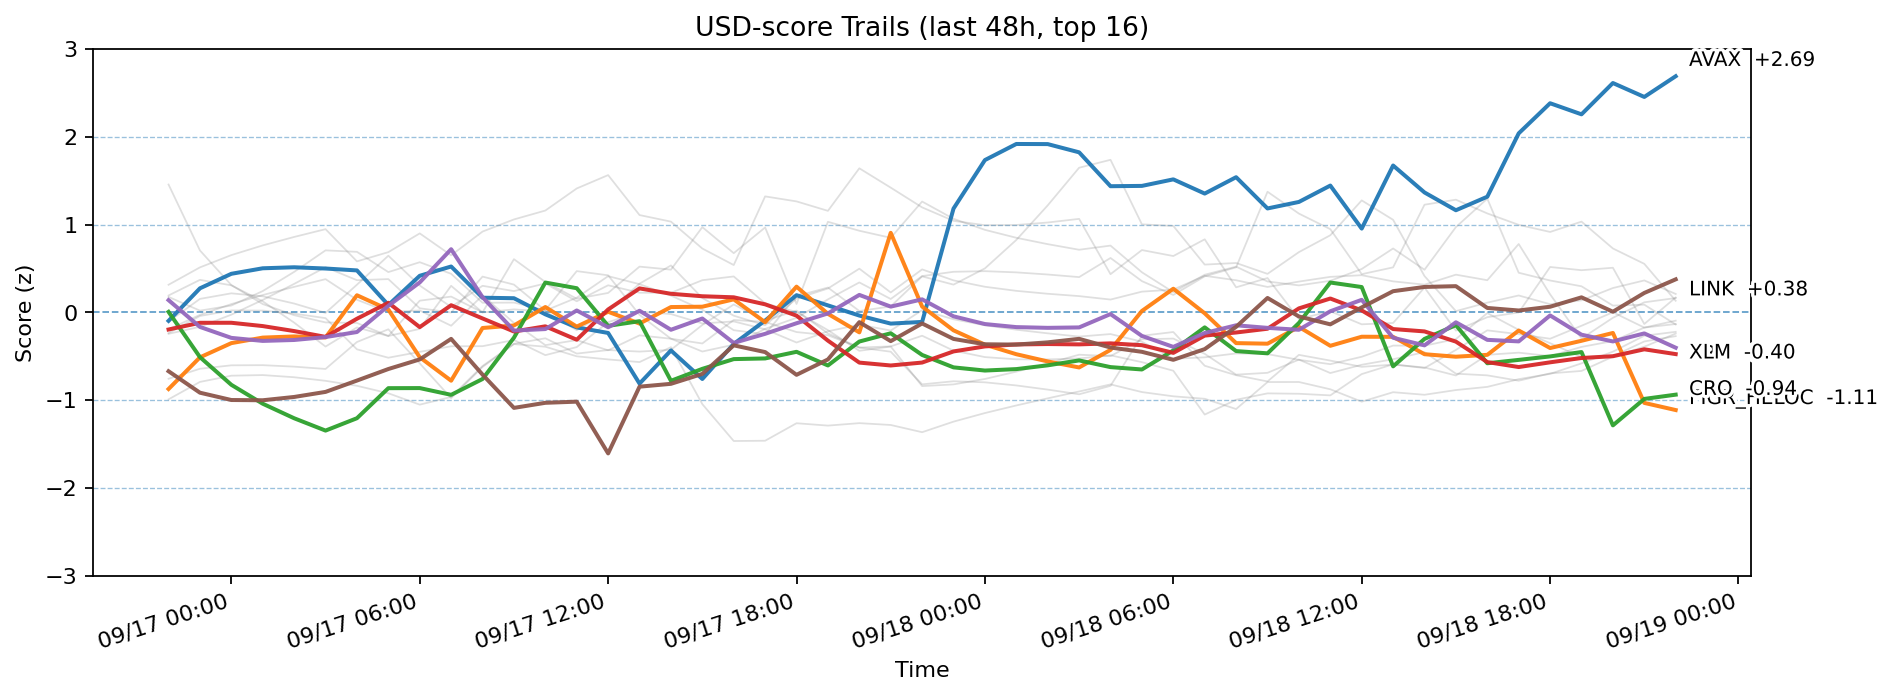 USD-score Trails (last 48h, top 16)
Score (z)
3
2
1
0
−1
−2
−3
AVAX +2.69
LINK +0.38
XLM -0.40
CRO -0.94
-1.11
09/17 00:00
09/17 06:00
09/17 12:00
09/17 18:00
09/18 00:00
09/18 06:00
09/18 12:00
09/18 18:00
09/19 00:00
Time